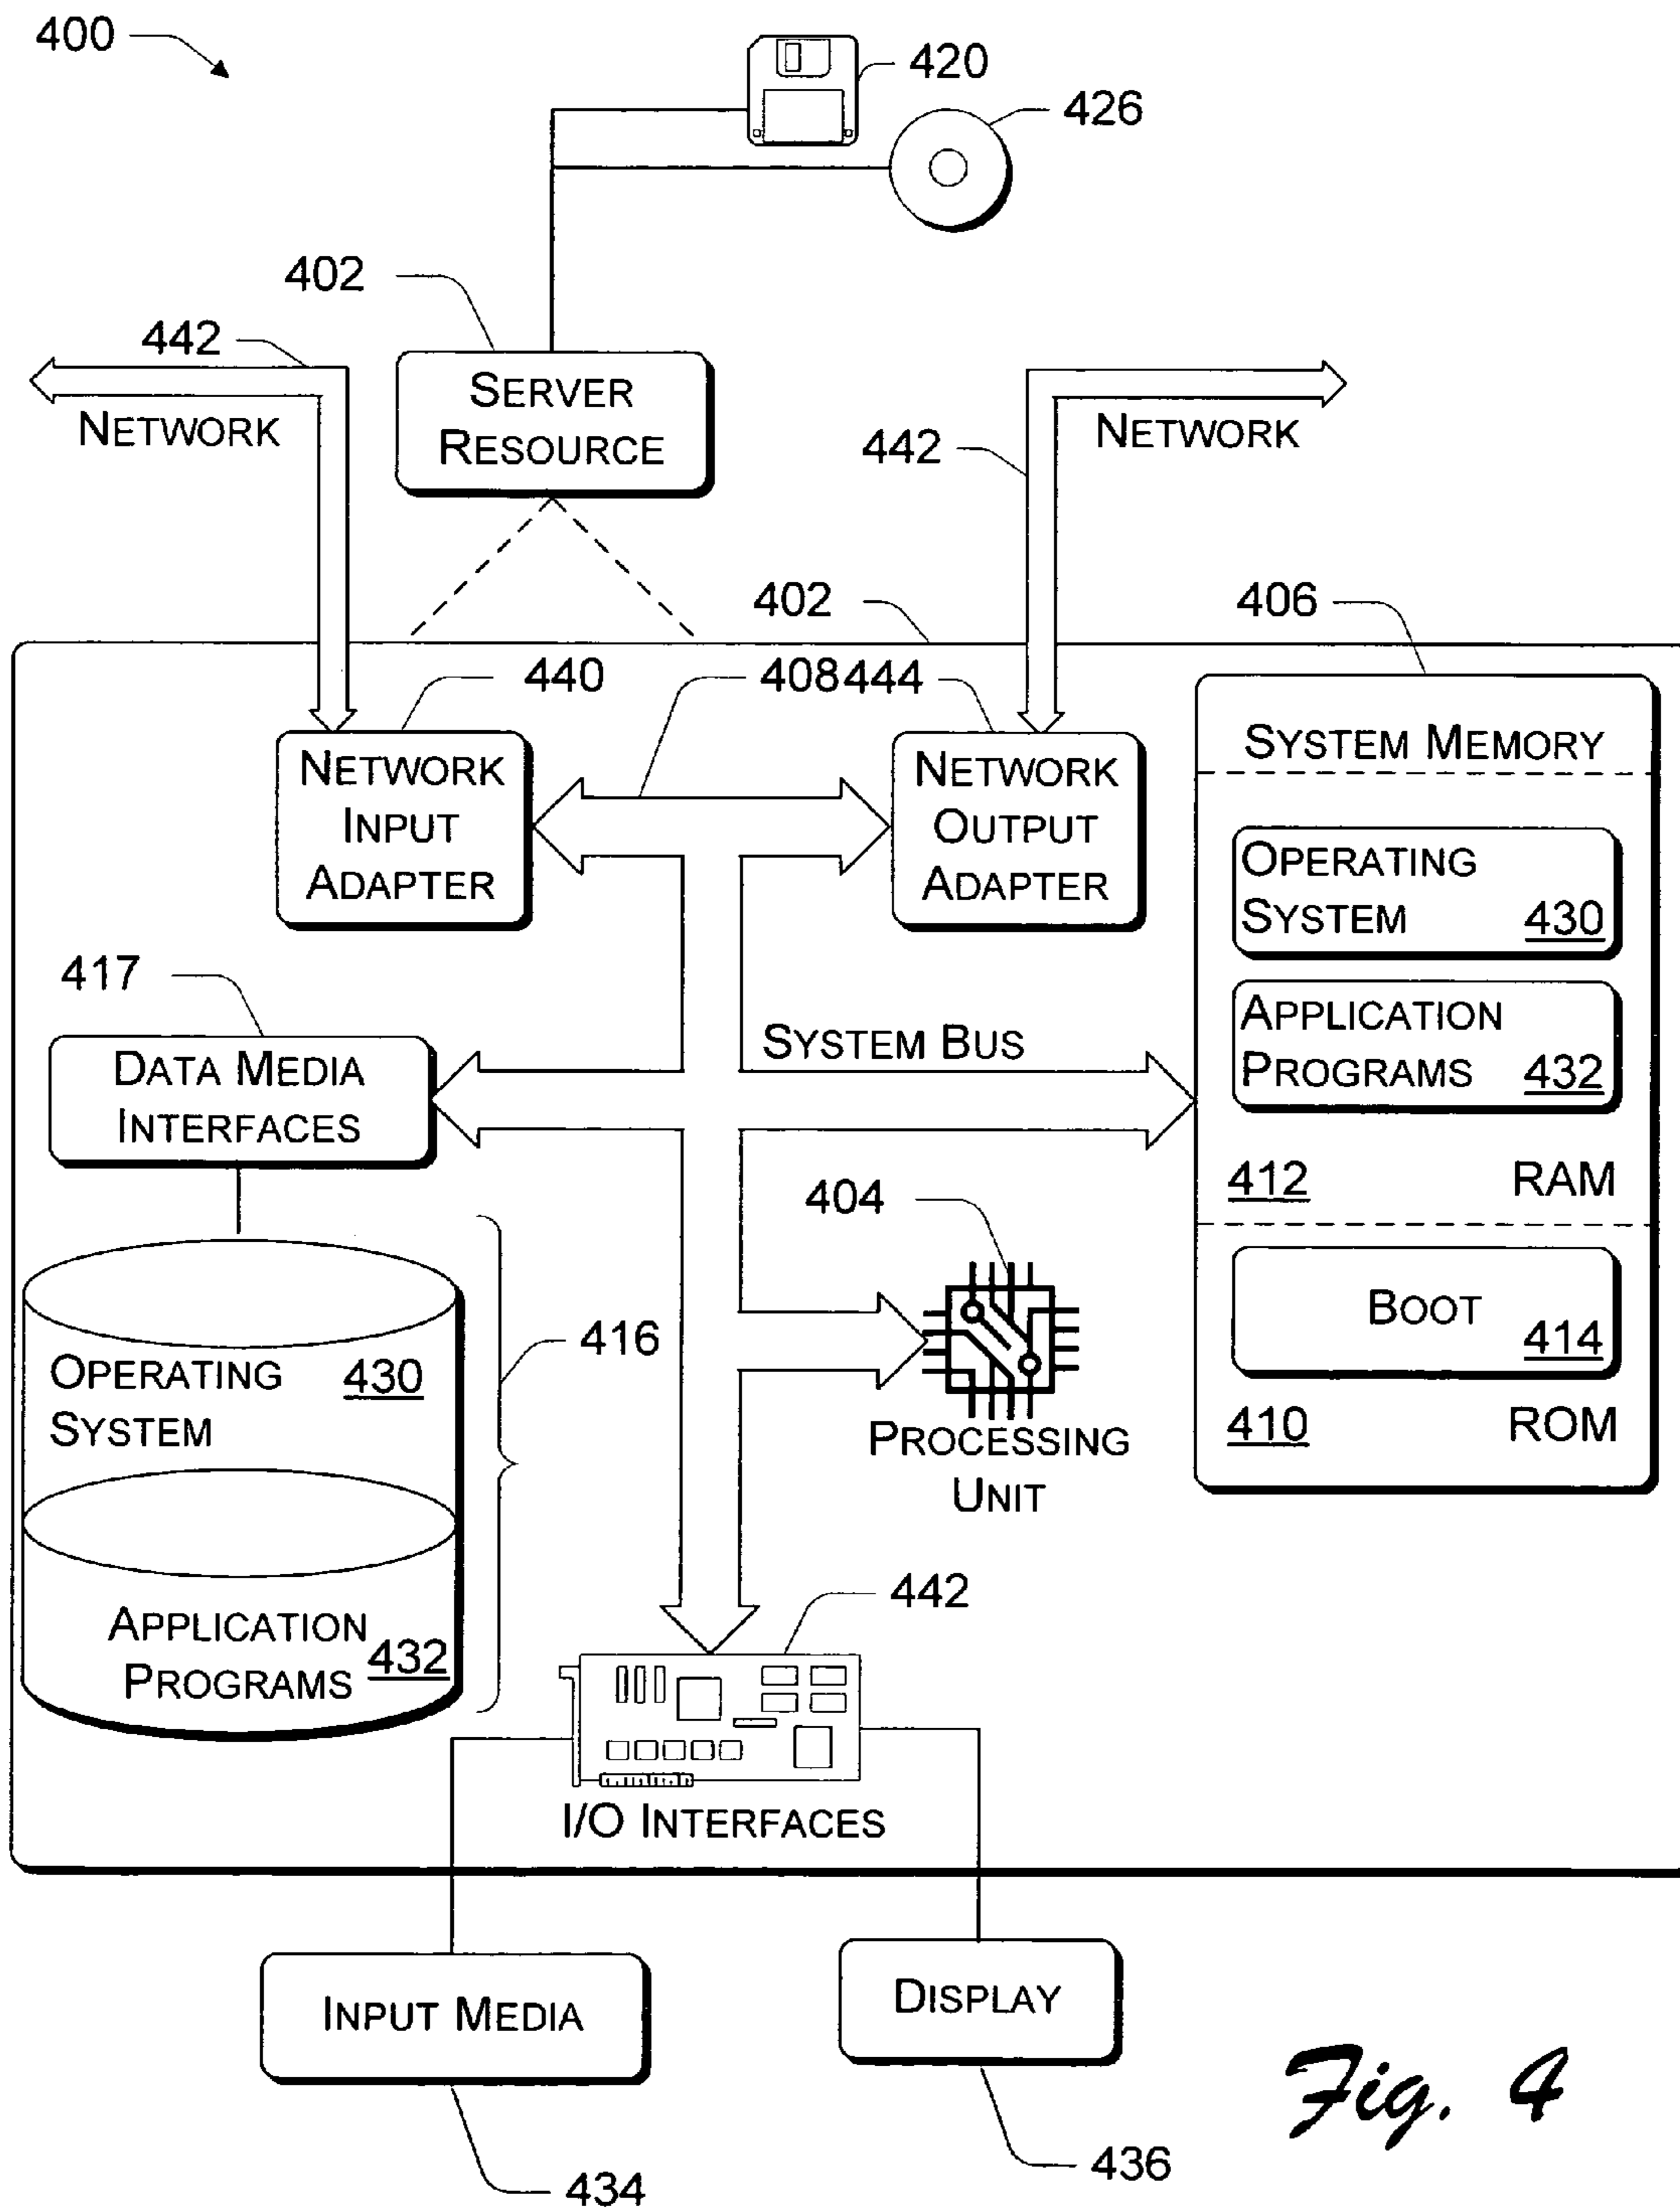 400
420
426
402
442
SERVER
RESOURCE
NETWORK
442
NETWORK
402
406
440
408
444
NETWORK
INPUT
ADAPTER
NETWORK
OUTPUT
ADAPTER
SYSTEM MEMORY
OPERATING
SYSTEM 430
APPLICATION
PROGRAMS 432
412 RAM
BOOT
414
410 ROM
417
DATA MEDIA
INTERFACES
SYSTEM BUS
404
PROCESSING
UNIT
416
OPERATING
SYSTEM
430
APPLICATION
PROGRAMS
432
442
I/O INTERFACES
INPUT MEDIA
DISPLAY
434
436
Fig. 4